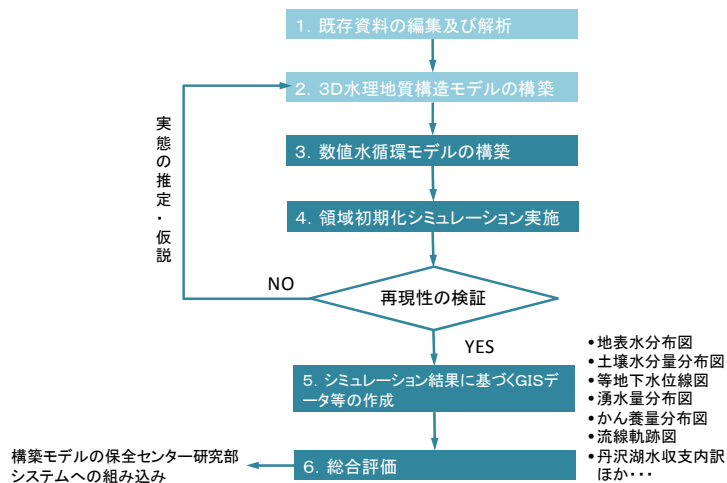 1. 既存資料の編集及び解析
2. 3D水理地質構造モデルの構築
3. 数値水循環モデルの構築
4. 領域初期化シミュレーション実施
実態の推定・仮説
NO
再現性の検証
YES
5. シミュレーション結果に基づくGISデ
ータ等の作成
•地表水分布図
•土壌水分量分布図
•等地下水位線図
•湧水量分布図
•かん養量分布図
•流線軌跡図
•丹沢湖水収支内訳
ほか・・・
6. 総合評価
構築モデルの保全センター研究部
システムへの組み込み